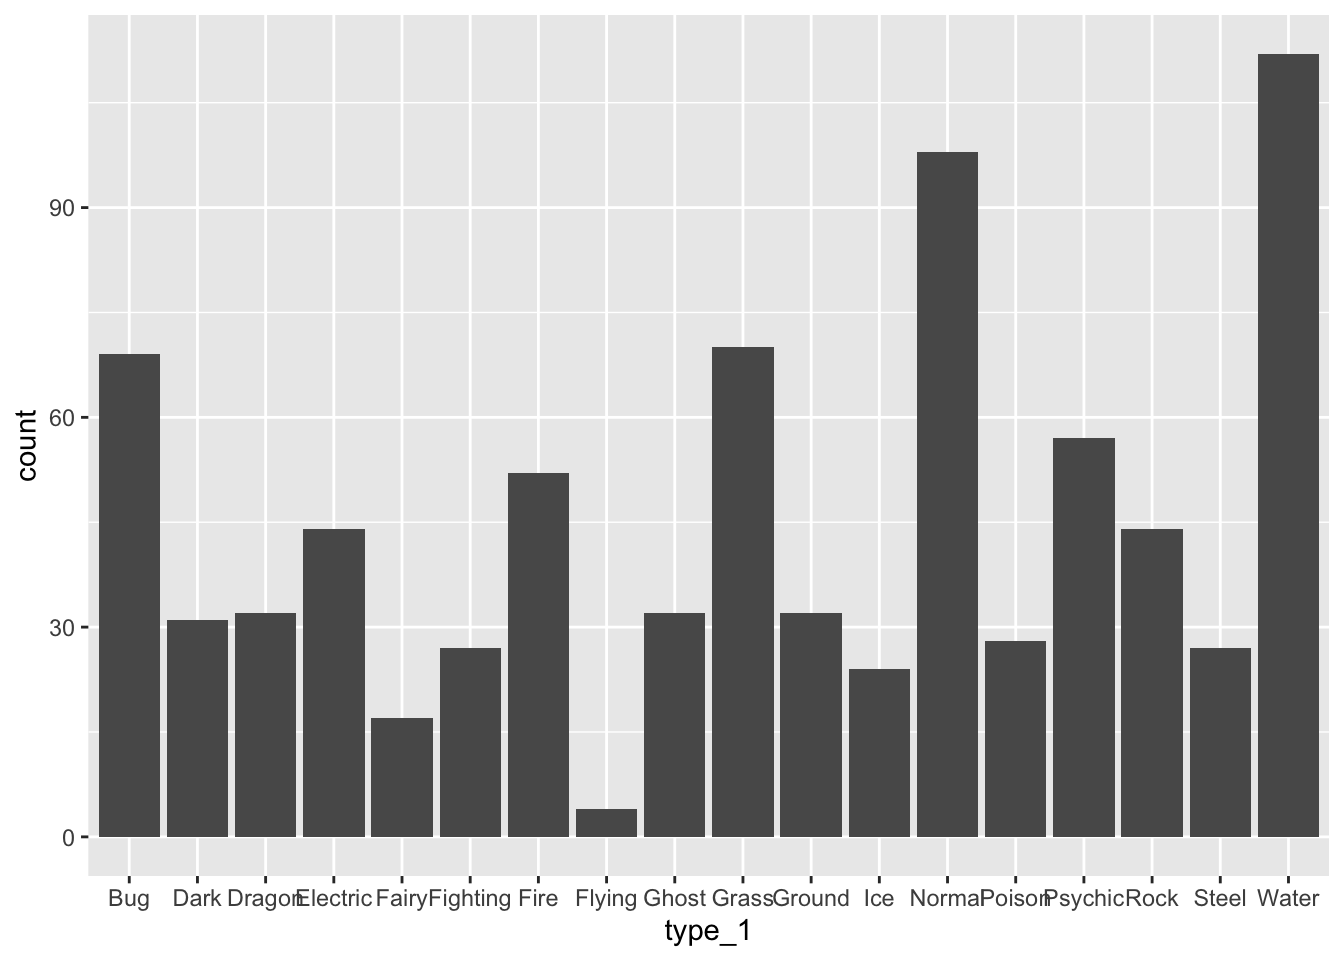 count
90
60
30
0
Bug Dark Dragon Electric Fairy Fighting Fire Flying Ghost Grass Ground Ice Normal Poison Psychic Rock Steel Water
type_1